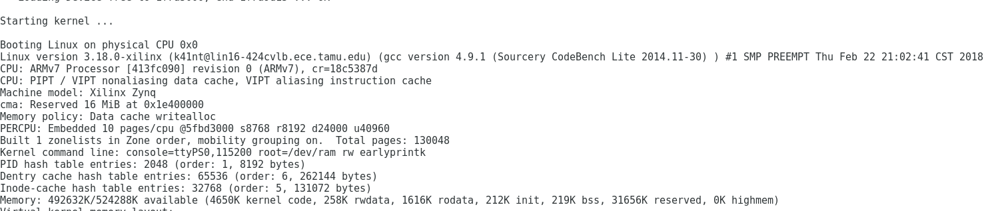 Starting kernel ...
Booting Linux on physical CPU 0x0
Linux version 3.18.0-xilinx (k41nt@lin16-424cvlb.ece.tamu.edu) (gcc version 4.9.1 (Sourcery CodeBench Lite 2014.11-30) ) #1 SMP PREEMPT Thu Feb 22 21:02:41 CST 2018
CPU: ARMv7 Processor [413fc090] revision 0 (ARMv7), cr=18c5387d
CPU: PIPT / VIPT nonaliasing data cache, VIPT aliasing instruction cache
Machine model: Xilinx Zynq
cma: Reserved 16 MiB at 0x1e400000
Memory policy: Data cache writealloc
PERCPU: Embedded 10 pages/cpu @5fbd3000 s8768 r8192 d24000 u40960
Built 1 zonelists in Zone order, mobility grouping on.  Total pages: 130048
Kernel command line: console=ttyPS0,115200 root=/dev/ram rw earlyprintk
PID hash table entries: 2048 (order: 1, 8192 bytes)
Dentry cache hash table entries: 65536 (order: 6, 262144 bytes)
Inode-cache hash table entries: 32768 (order: 5, 131072 bytes)
Memory: 492632K/524288K available (4650K kernel code, 258K rwdata, 1616K rodata, 212K init, 219K bss, 31656K reserved, 0K highmem)
Virtual kernel memory layout: